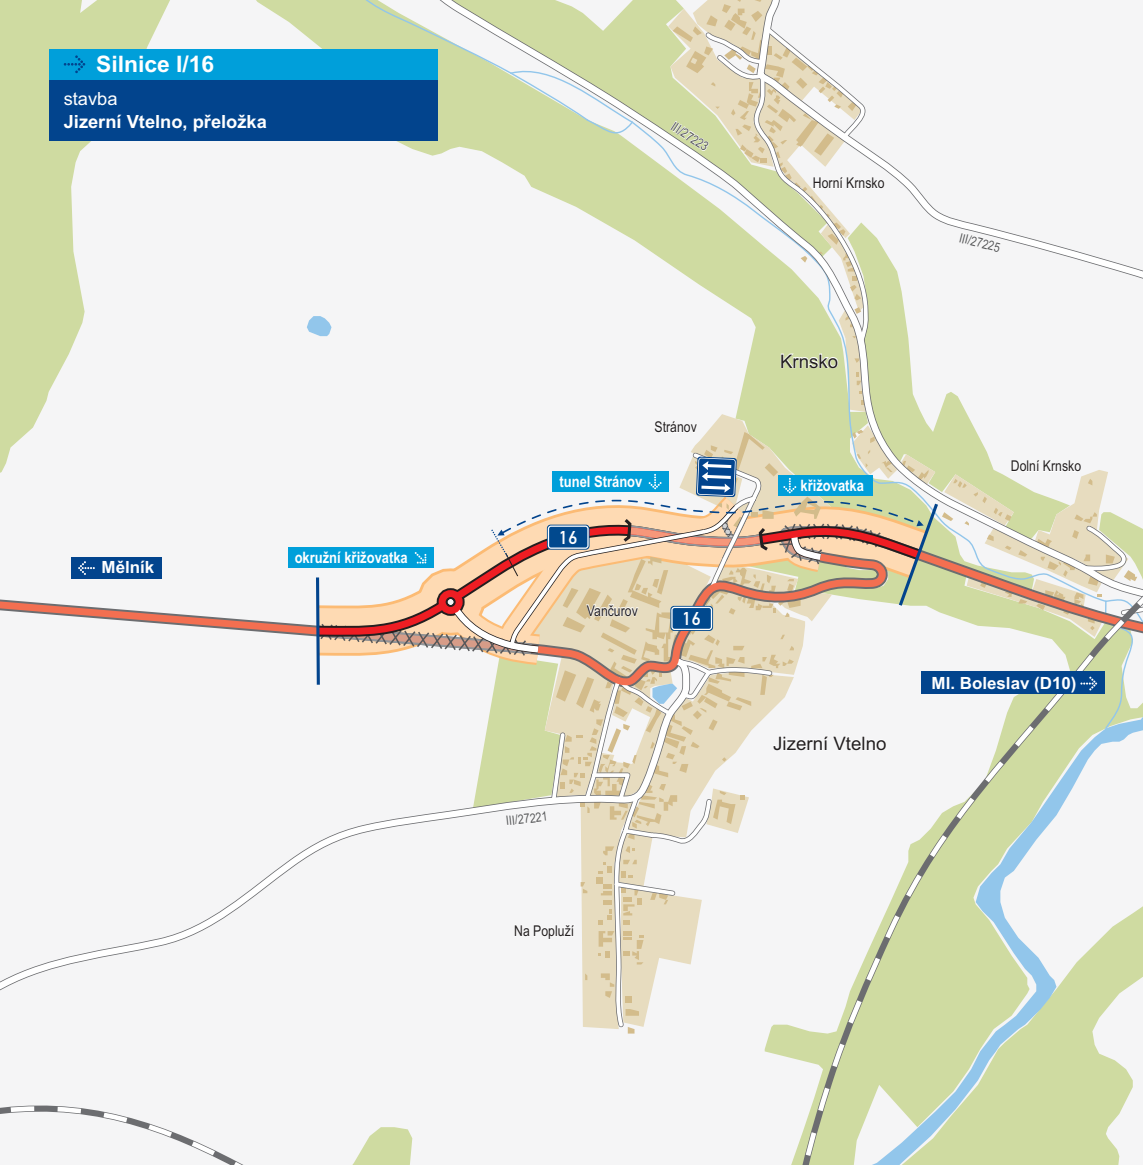 Silnice I/16
stavba
Jizerní Vtelno, přeložka
III/27223
Horní Krnsko
III/27225
Krnsko
Stránov
Dolní Krnsko
tunel Stránov
křižovatka
16
okružní křižovatka
Mělník
Vančurov
16
Ml. Boleslav (D10)
Jizerní Vtelno
III/27221
Na Popluží